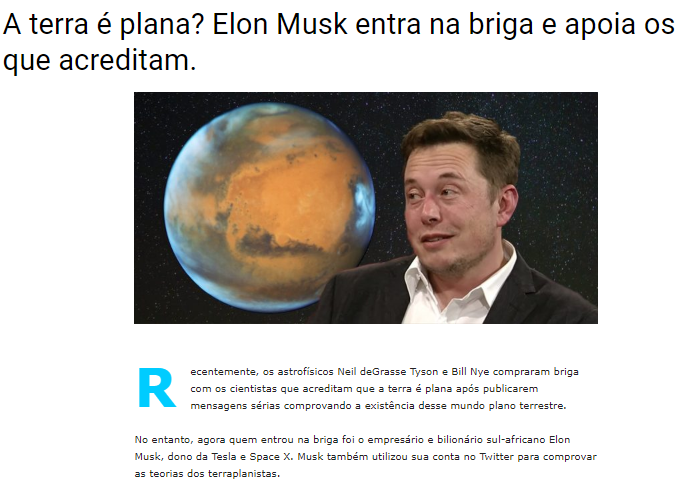 A terra é plana? Elon Musk entra na briga e apoia os
que acreditam.
Recentemente, os astrofísicos Neil deGrasse Tyson e Bill Nye compraram briga
com os cientistas que acreditam que a terra é plana após publicarem
mensagens sérias comprovando a existência desse mundo plano terrestre.
No entanto, agora quem entrou na briga foi o empresário e bilionário sul-africano Elon
Musk, dono da Tesla e Space X. Musk também utilizou sua conta no Twitter para comprovar
as teorias dos terraplanistas.